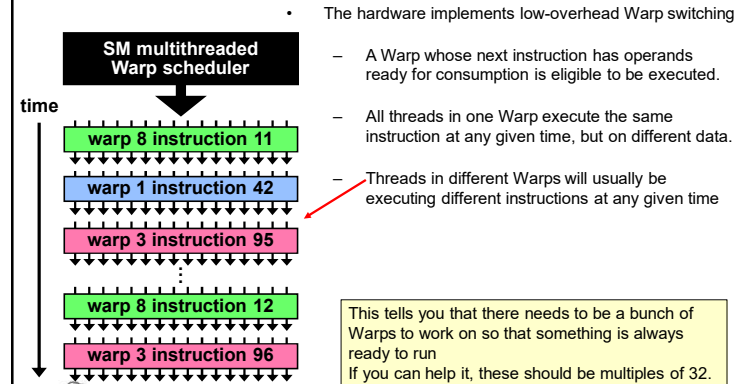 • The hardware implements low-overhead Warp switching
SM multithreaded
Warp scheduler
– A Warp whose next instruction has operands
ready for consumption is eligible to be executed.
– All threads in one Warp execute the same
instruction at any given time, but on different data.
– Threads in different Warps will usually be
executing different instructions at any given time
time
warp 8 instruction 11
warp 1 instruction 42
warp 3 instruction 95
⋮
warp 8 instruction 12
warp 3 instruction 96
This tells you that there needs to be a bunch of
Warps to work on so that something is always
ready to run
If you can help it, these should be multiples of 32.